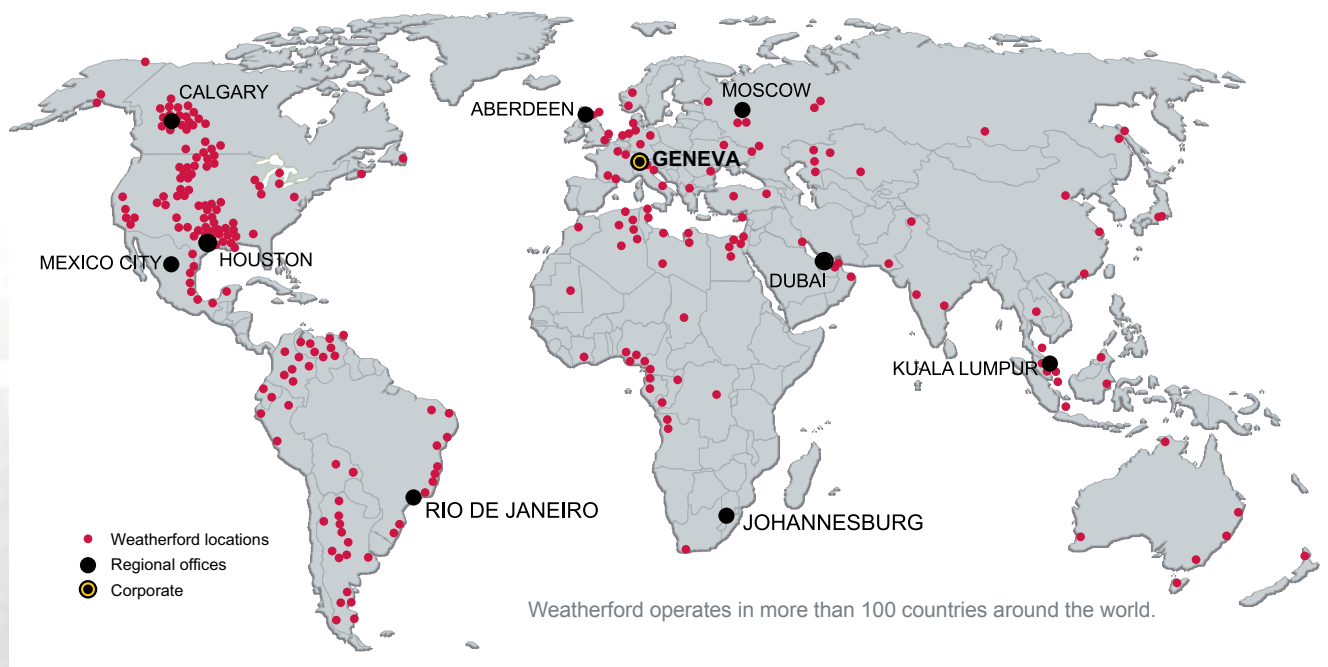 CALGARY
MOSCOW
ABERDEEN
GENEVA
MEXICO CITY
HOUSTON
DUBAI
KUALA LUMPUR
RIO DE JANEIRO
JOHANNESBURG
Weatherford locations
Regional offices
Corporate
Weatherford operates in more than 100 countries around the world.